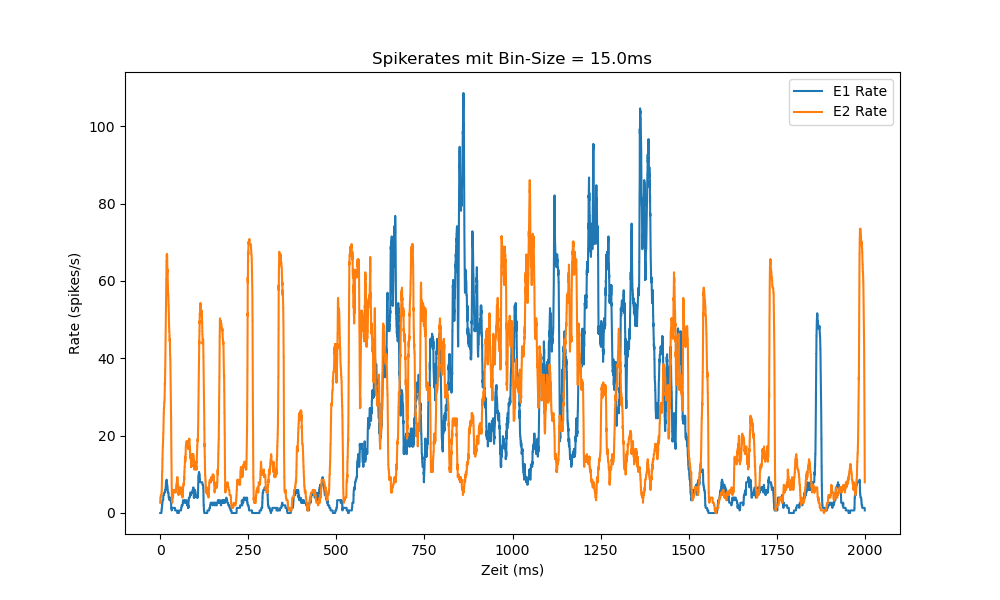 Spikerates mit Bin-Size = 15.0ms
E1 Rate
E2 Rate
Rate (spikes/s)
100
80
60
40
20
0
0 250 500 750 1000 1250 1500 1750 2000
Zeit (ms)